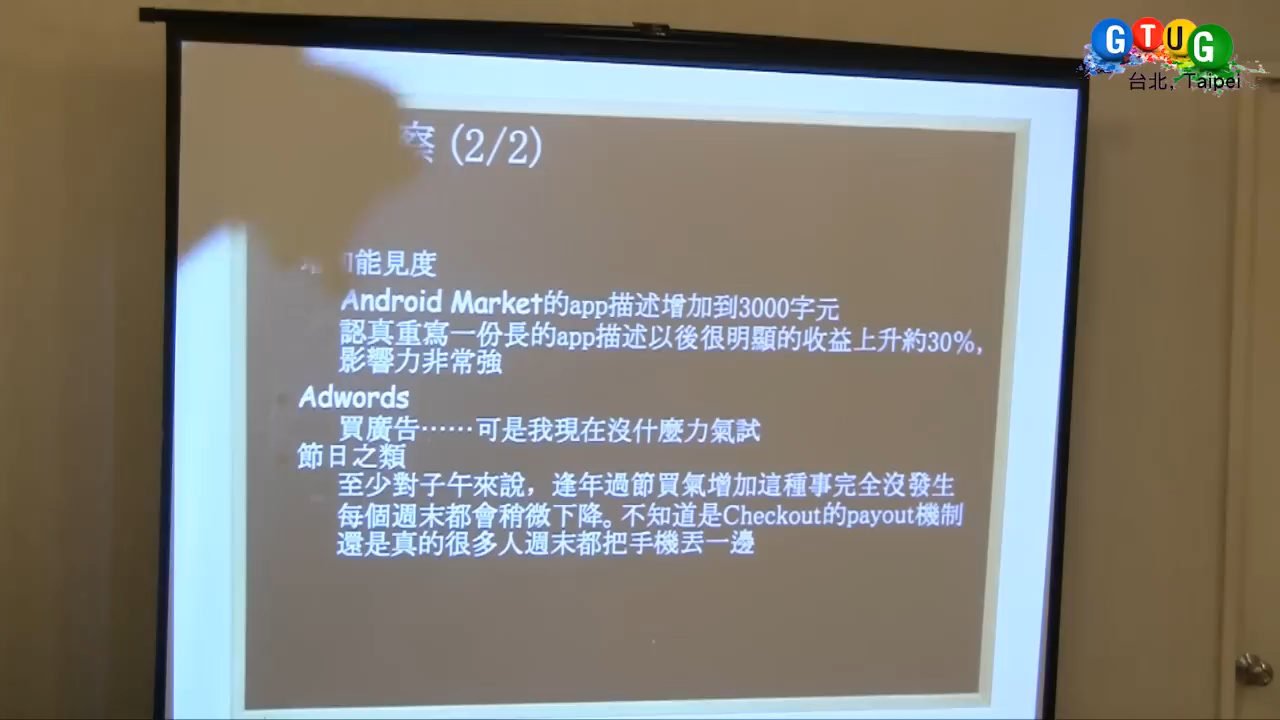 GTUG
台北, Taipei
察 (2/2)
能見度
Android Market的app描述增加到3000字元
認真重寫一份長的app描述以後很明顯的收益上升約30%,
影響力非常強
Adwords
買廣告……可是我現在沒什麼力氣試
節日之類
至少對子午來說，逢年過節買氣增加這種事完全沒發生
每個週末都會稍微下降。不知道是Checkout的payout機制
還是真的很多人週末都把手機丟一邊